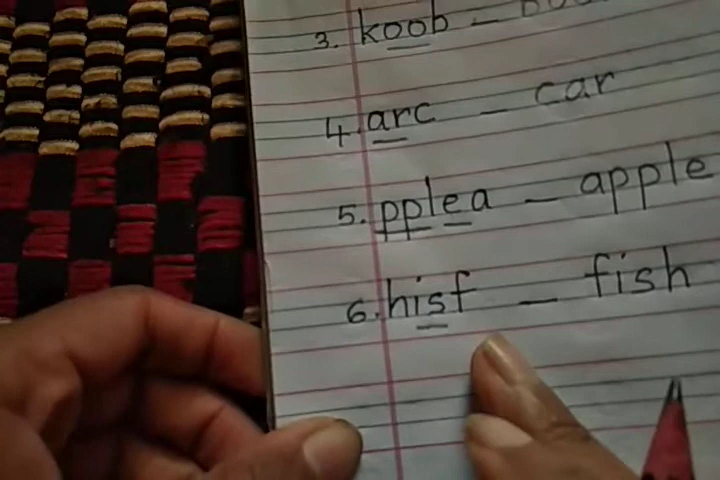 3. koob -
4. arc - car
5. pplea - apple
6. hisf - fish